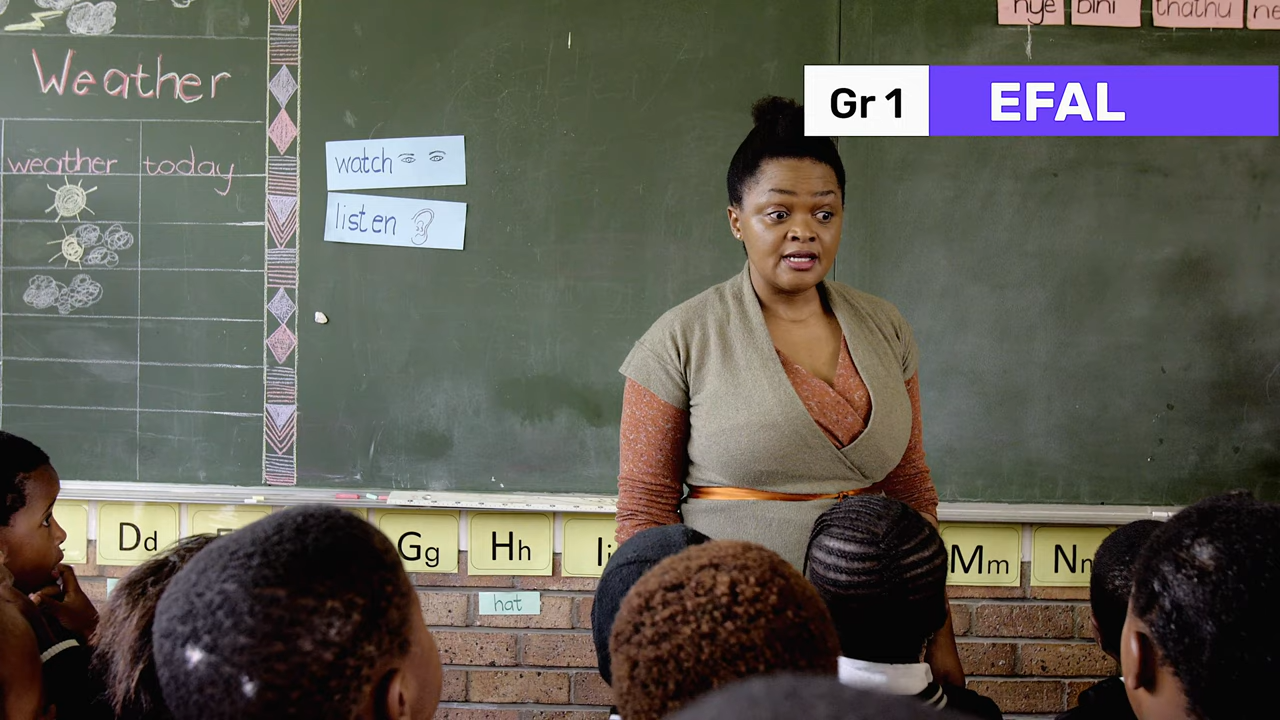 nye bini thathu
Gr 1 EFAL
Weather
weather today
watch
listen
Dd Gg Hh Mm Nn
hat